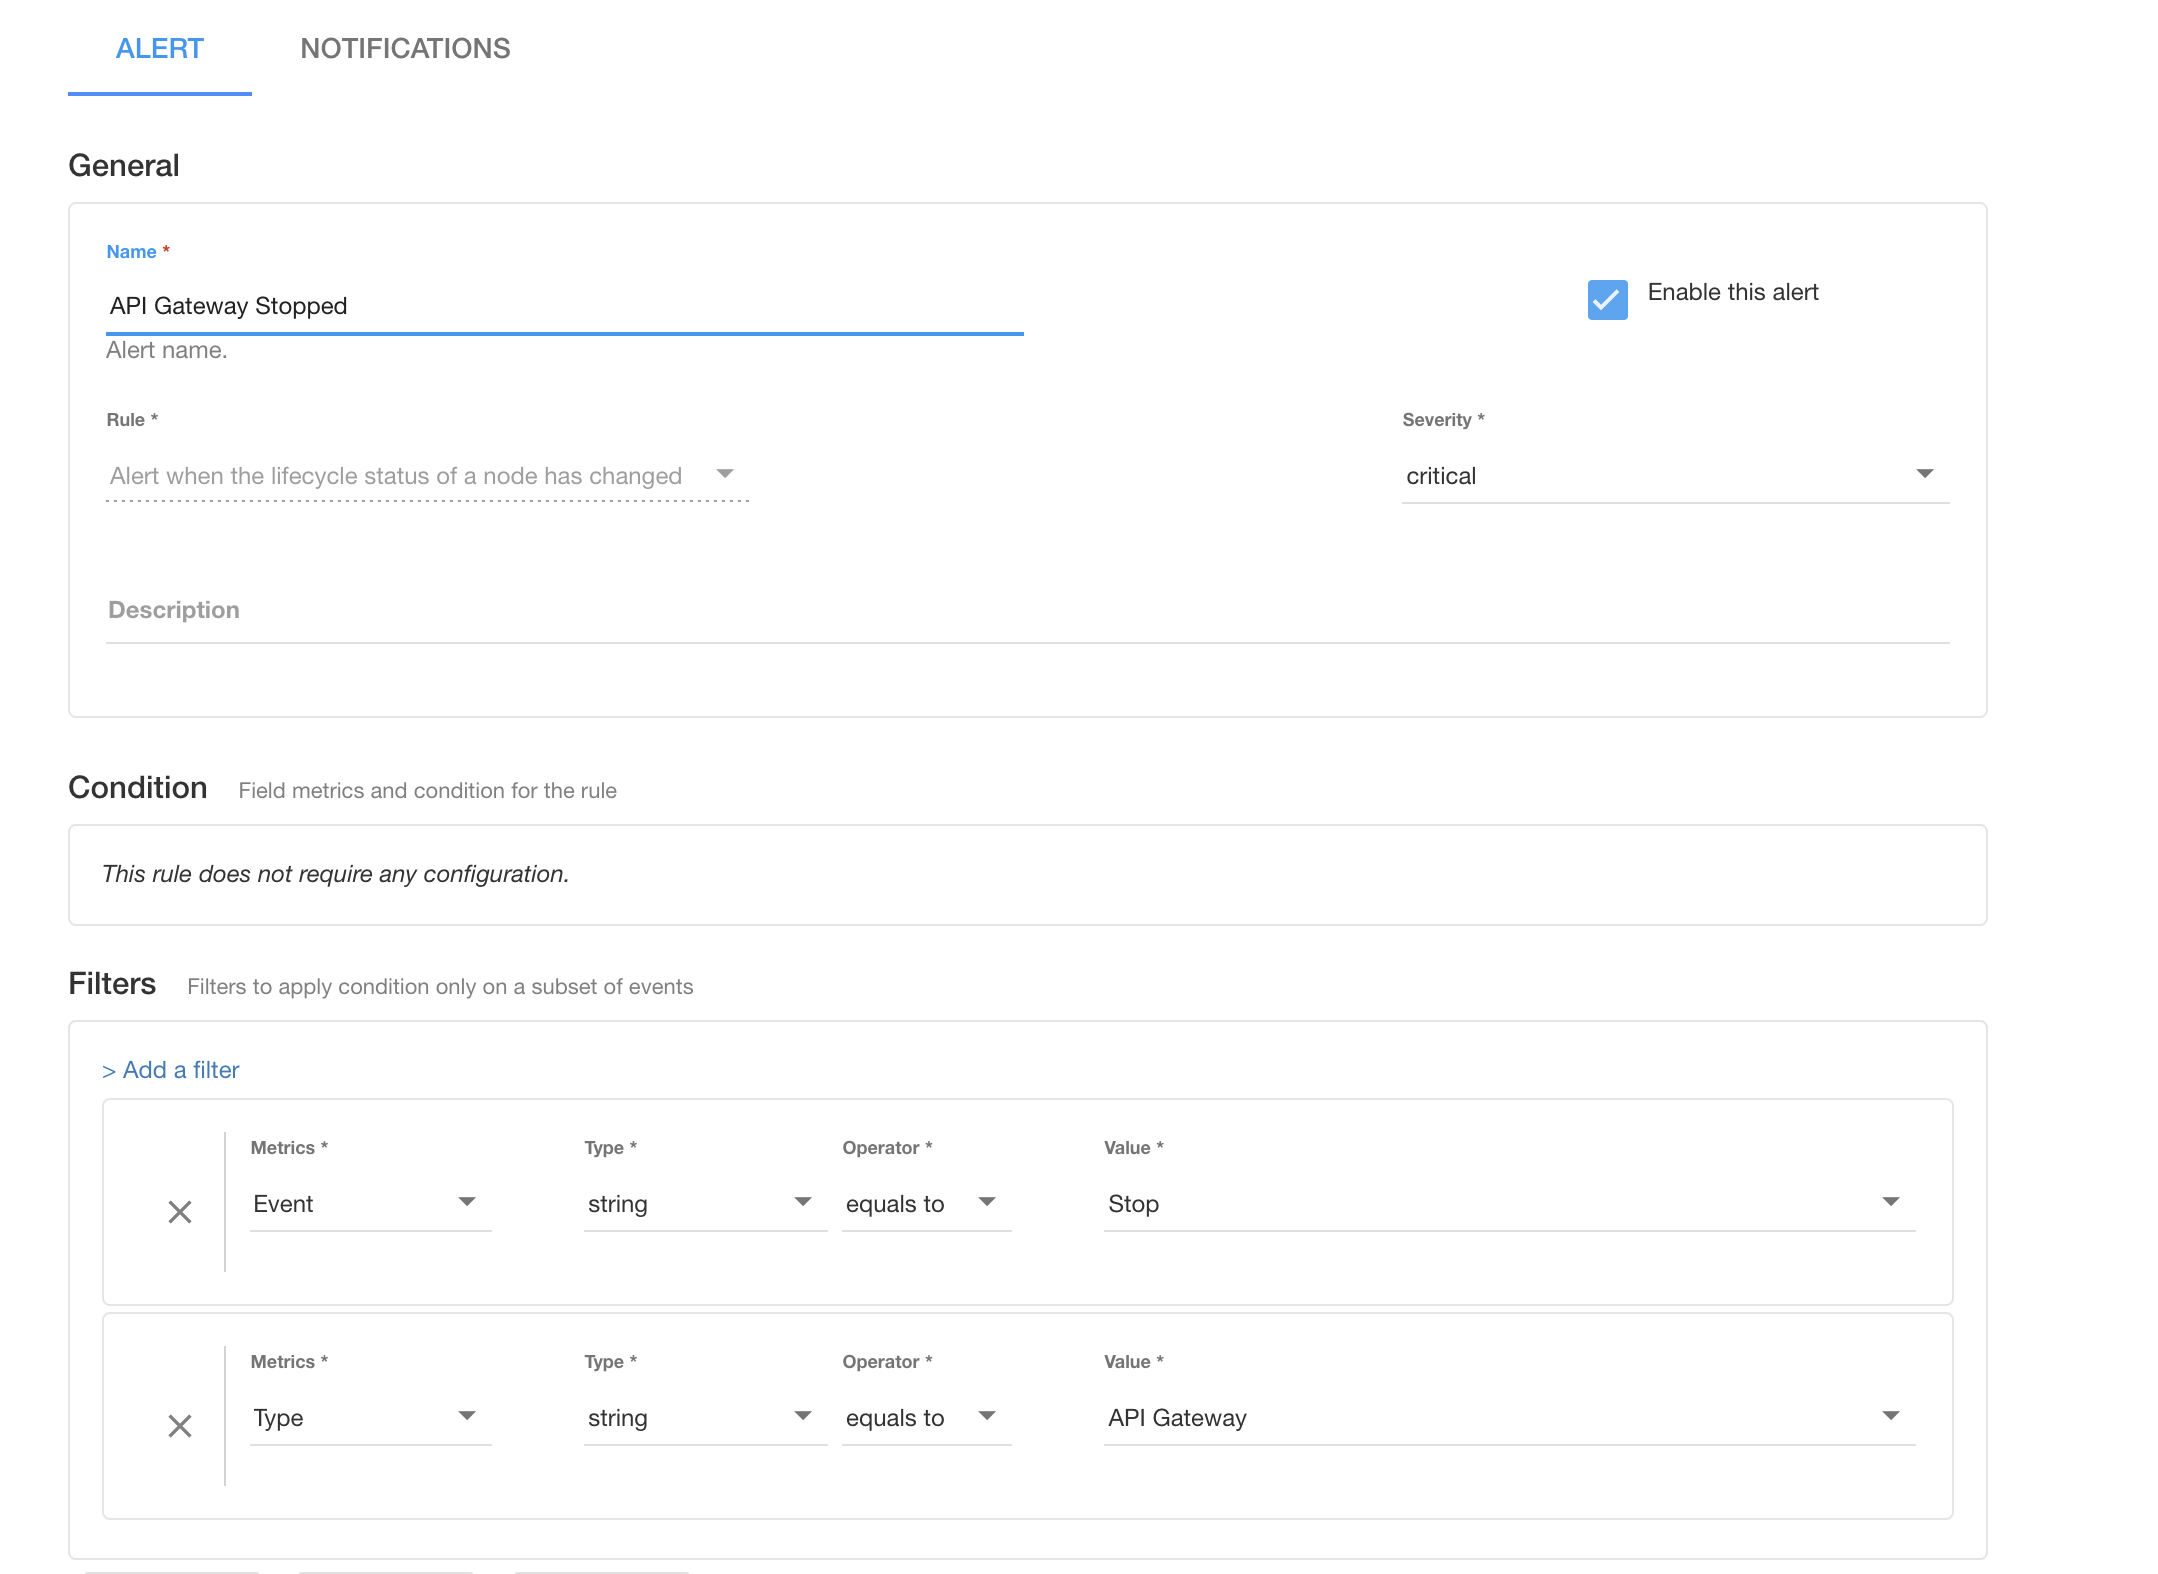 ALERT NOTIFICATIONS
General
Name *
API Gateway Stopped
Enable this alert
Alert name.
Rule * Severity *
Alert when the lifecycle status of a node has changed critical
Description
Condition Field metrics and condition for the rule
This rule does not require any configuration.
Filters Filters to apply condition only on a subset of events
> Add a filter
Metrics * Type * Operator * Value *
Event string equals to Stop
Metrics * Type * Operator * Value *
Type string equals to API Gateway